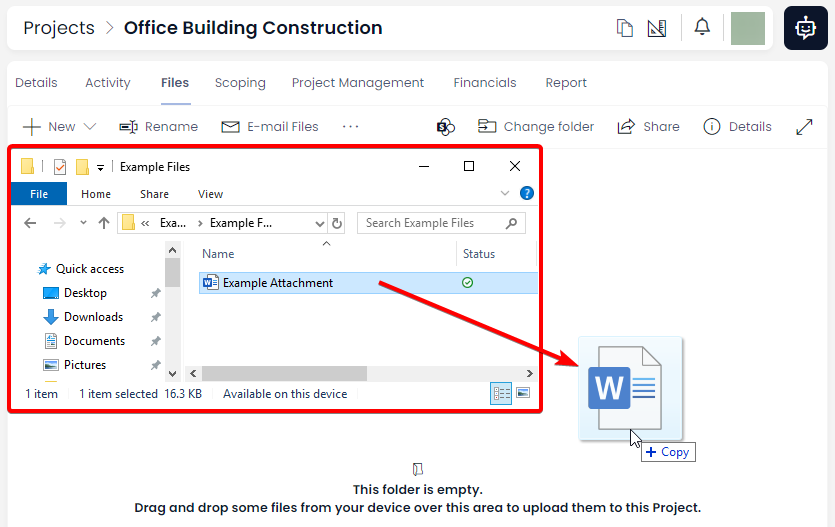 Projects > Office Building Construction
Details Activity Files Scoping Project Management Financials Report
New Rename E-mail Files ... S Change folder Share Details
Example Files
File Home Share View ?
« Exa... > Example F... Search Example Files
Name Status
Quick access
Example Attachment
Desktop
Downloads
Documents
Pictures
1 item 1 item selected 16.3 KB Available on this device
W
+ Copy
This folder is empty.
Drag and drop some files from your device over this area to upload them to this Project.